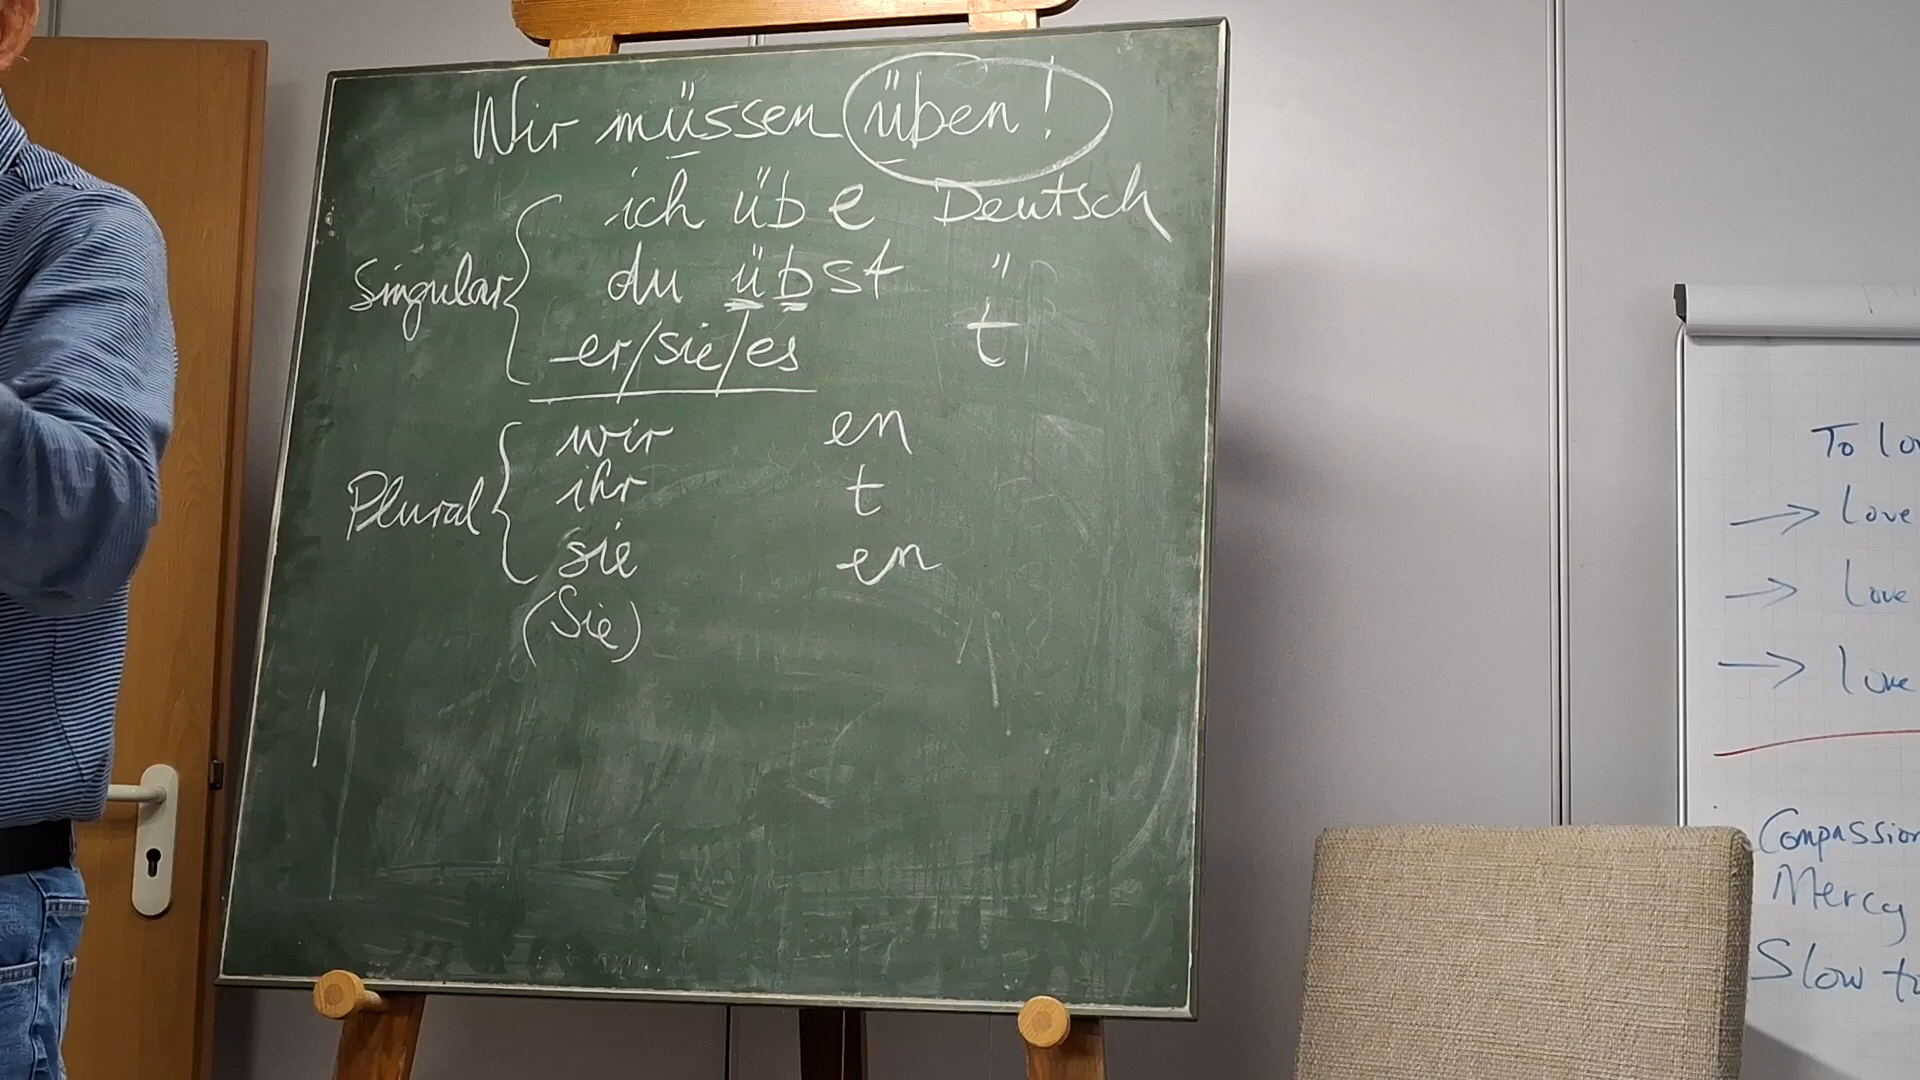 Wir müssen üben!
ich übe Deutsch
Singular
du übst "
-er/sie/es t
wir en
Plural
ihr t
sie en
(Sie)
To
→ Love
→ Love
→ Love
Compassion
Mercy
Slow to